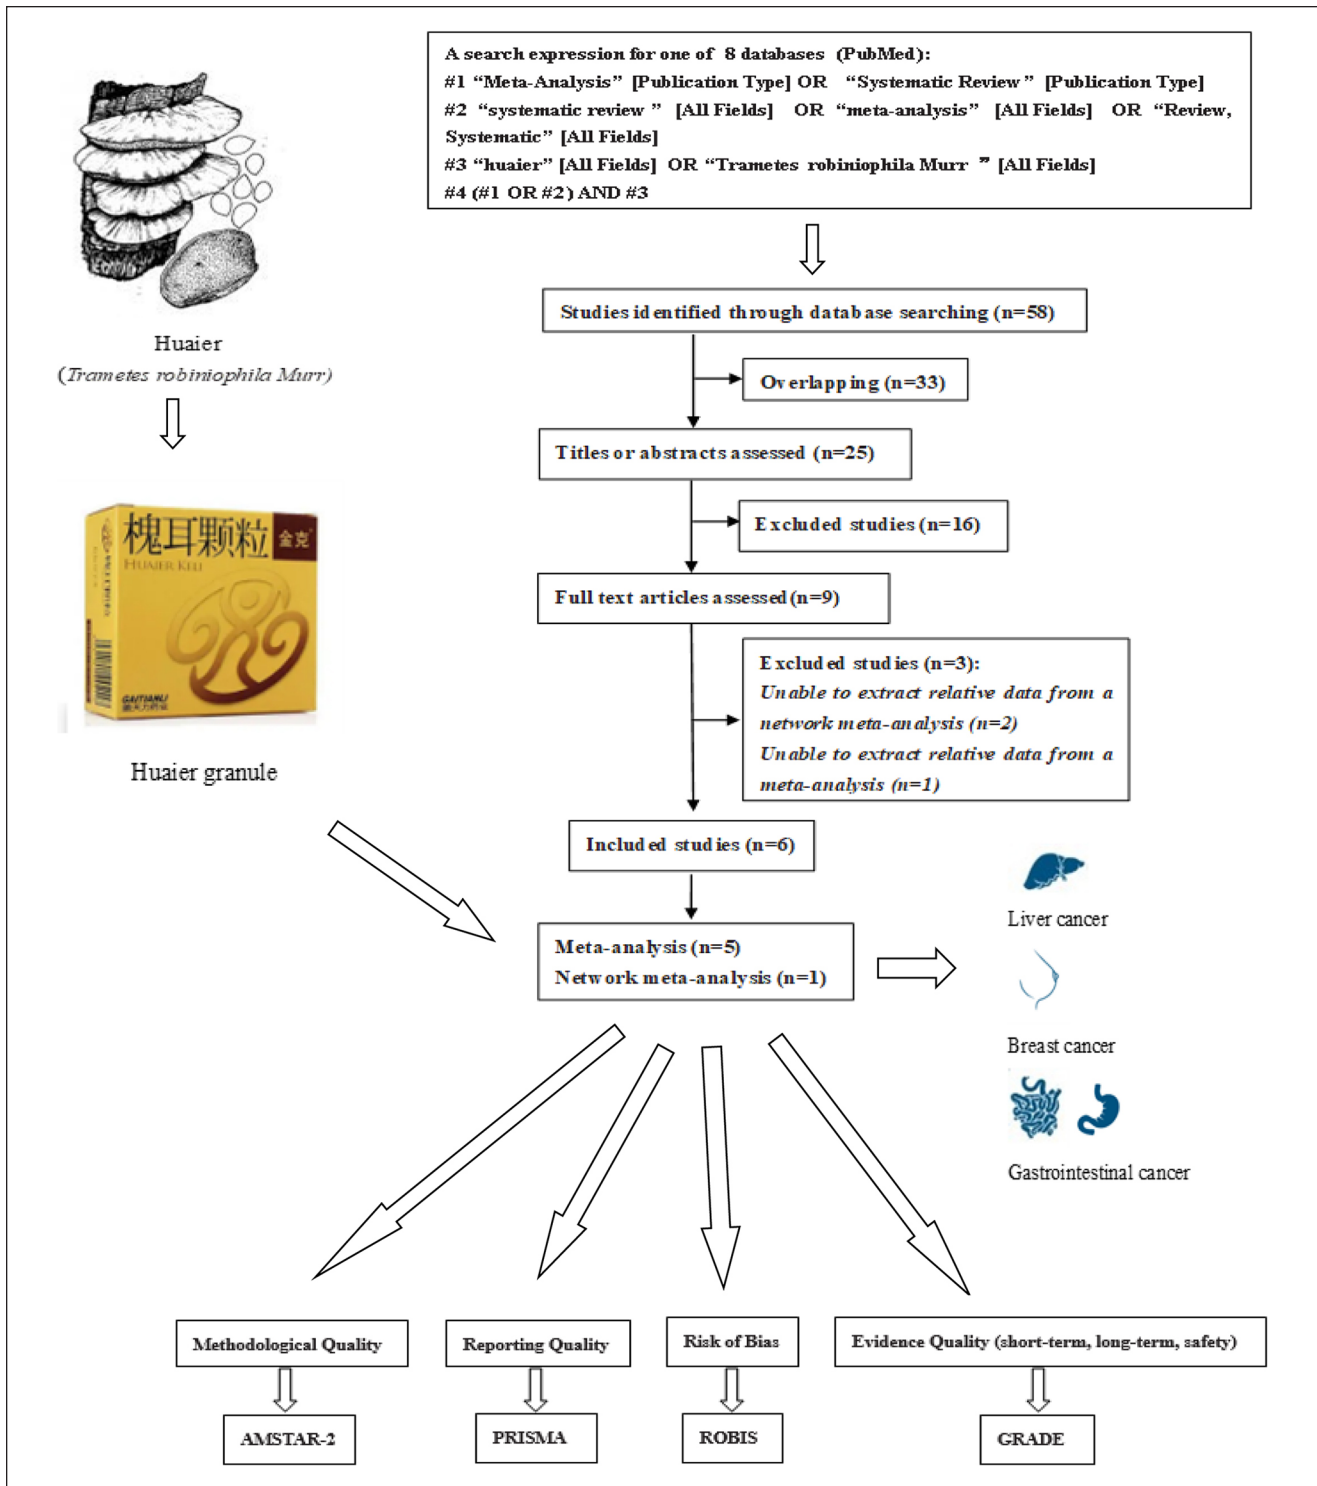 A search expression for one of 8 databases (PubMed):
#1 “Meta-Analysis” [Publication Type] OR “Systematic Review” [Publication Type]
#2 “systematic review” [All Fields] OR “meta-analysis” [All Fields] OR “Review,
Systematic” [All Fields]
#3 “huaier” [All Fields] OR “Trametes robiniophila Murr” [All Fields]
#4 (#1 OR #2) AND #3
Huaier
(Trametes robiniophila Murr)
槐耳颗粒
金克
HUAIER KELI
GAITIANLI
Huaier granule
Studies identified through database searching (n=58)
Overlapping (n=33)
Titles or abstracts assessed (n=25)
Excluded studies (n=16)
Full text articles assessed(n=9)
Excluded studies (n=3):
Unable to extract relative data from a
network meta-analysis (n=2)
Unable to extract relative data from a
meta-analysis (n=1)
Included studies (n=6)
Meta-analysis (n=5)
Network meta-analysis (n=1)
Liver cancer
Breast cancer
Gastrointestinal cancer
Methodological Quality
Reporting Quality
Risk of Bias
Evidence Quality (short-term, long-term, safety)
AMSTAR-2
PRISMA
ROBIS
GRADE